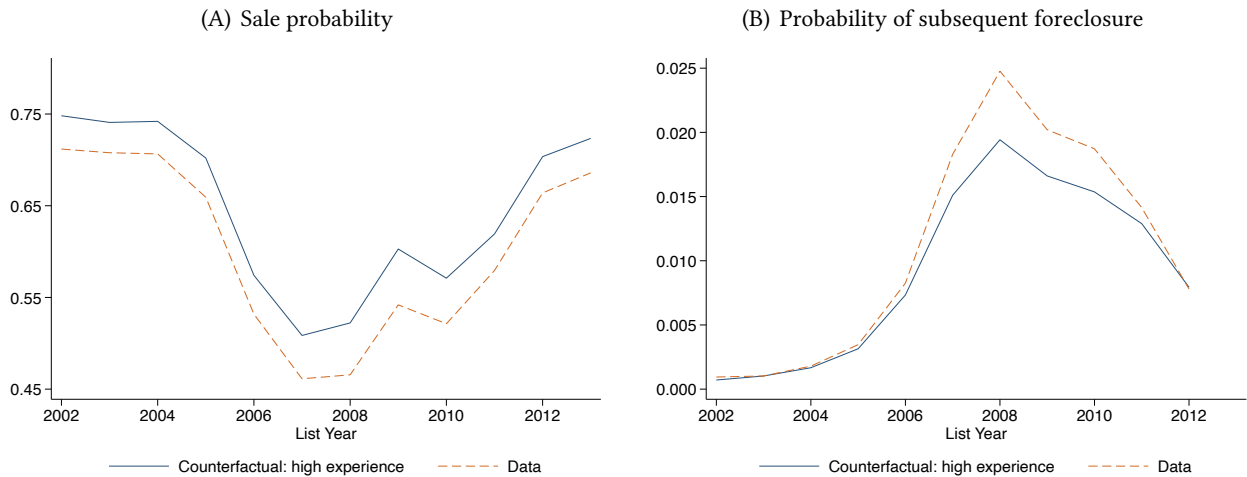 (A) Sale probability
0.75
0.65
0.55
0.45
2002 2004 2006 2008 2010 2012
List Year
Counterfactual: high experience Data
(B) Probability of subsequent foreclosure
0.025
0.020
0.015
0.010
0.005
0.000
2002 2004 2006 2008 2010 2012
List Year
Counterfactual: high experience Data